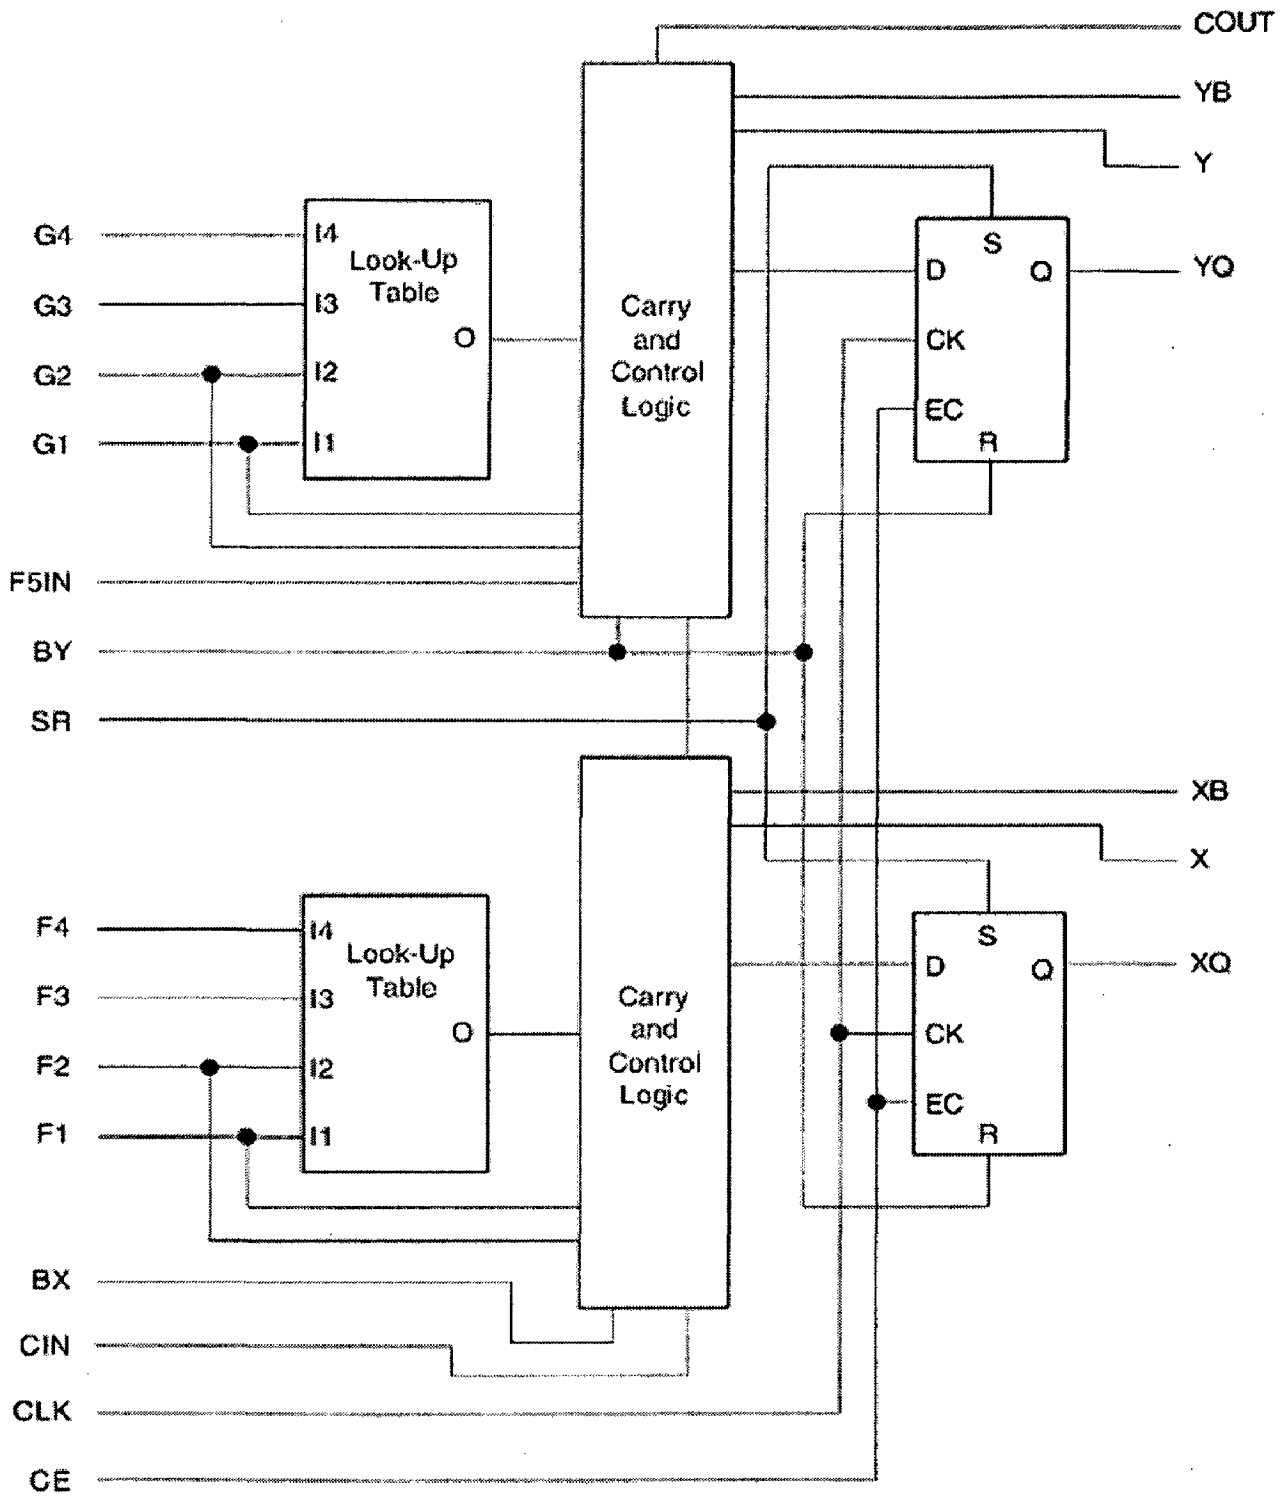 COUT
YB
Y
G4
I4
Look-Up
Table
S
D
Q
YQ
G3
I3
Carry
and
Control
Logic
O
CK
G2
I2
EC
G1
I1
R
F5IN
BY
SR
XB
X
F4
I4
Look-Up
Table
S
D
Q
XQ
F3
I3
Carry
and
Control
Logic
O
CK
F2
I2
EC
F1
I1
R
BX
CIN
CLK
CE